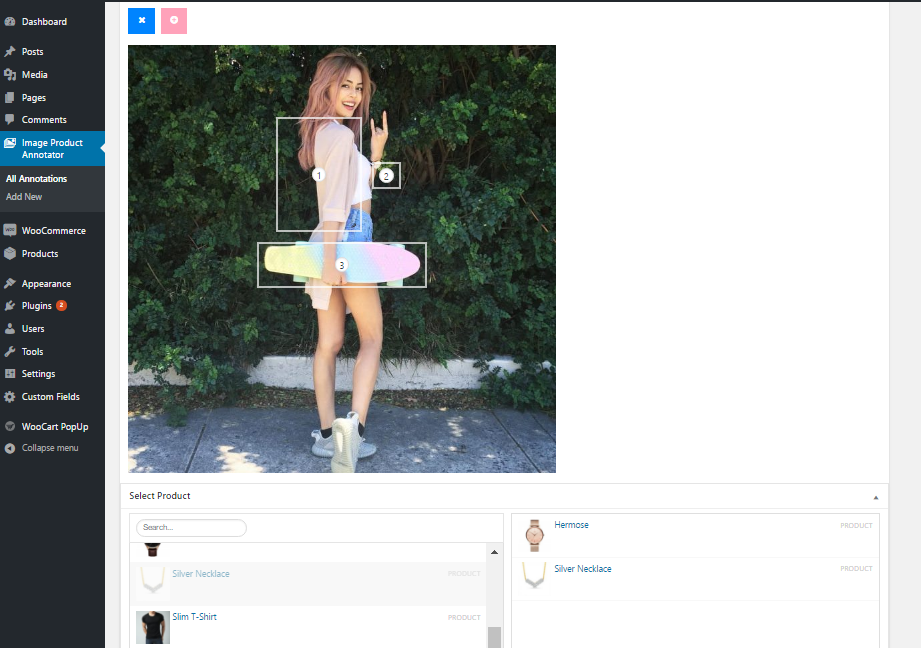 Dashboard
Posts
Media
Pages
Comments
Image Product
Annotator
All Annotations
Add New
WooCommerce
Products
Appearance
Plugins 2
Users
Tools
Settings
Custom Fields
WooCart PopUp
Collapse menu
1
2
3
Select Product
Search...
Silver Necklace PRODUCT
Slim T-Shirt PRODUCT
Hermose PRODUCT
Silver Necklace PRODUCT